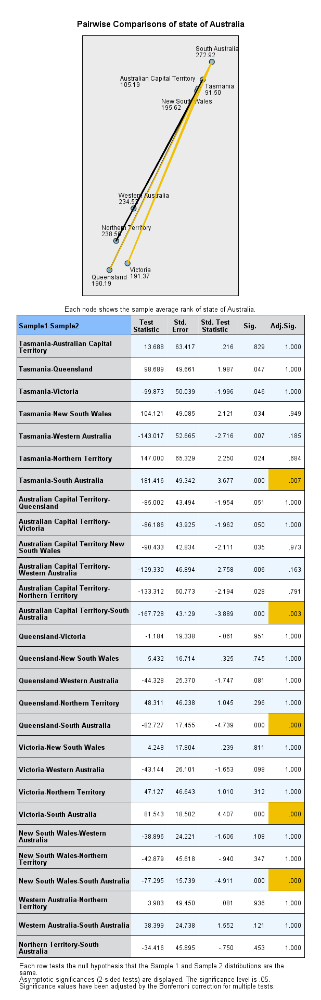 Pairwise Comparisons of state of Australia
South Australia
272.92
Australian Capital Territory
105.19
Tasmania
91.50
New South Wales
195.62
Western Australia
234.52
Northern Territory
238.50
Queensland
190.19
Victoria
191.37
Each node shows the sample average rank of state of Australia.
Sample1-Sample2 Test Statistic Std. Error Std. Test Statistic Sig. Adj.Sig.
Tasmania-Australian Capital Territory 13.688 63.417 .216 .829 1.000
Tasmania-Queensland 98.689 49.661 1.987 .047 1.000
Tasmania-Victoria -99.873 50.039 -1.996 .046 1.000
Tasmania-New South Wales 104.121 49.085 2.121 .034 .949
Tasmania-Western Australia -143.017 52.665 -2.716 .007 .185
Tasmania-Northern Territory 147.000 65.329 2.250 .024 .684
Tasmania-South Australia 181.416 49.342 3.677 .000 .007
Australian Capital Territory-Queensland -85.002 43.494 -1.954 .051 1.000
Australian Capital Territory-Victoria -86.186 43.925 -1.962 .050 1.000
Australian Capital Territory-New South Wales -90.433 42.834 -2.111 .035 .973
Australian Capital Territory-Western Australia -129.330 46.894 -2.758 .006 .163
Australian Capital Territory-Northern Territory -133.312 60.773 -2.194 .028 .791
Australian Capital Territory-South Australia -167.728 43.129 -3.889 .000 .003
Queensland-Victoria -1.184 19.338 -.061 .951 1.000
Queensland-New South Wales 5.432 16.714 .325 .745 1.000
Queensland-Western Australia -44.328 25.370 -1.747 .081 1.000
Queensland-Northern Territory 48.311 46.238 1.045 .296 1.000
Queensland-South Australia -82.727 17.455 -4.739 .000 .000
Victoria-New South Wales 4.248 17.804 .239 .811 1.000
Victoria-Western Australia -43.144 26.101 -1.653 .098 1.000
Victoria-Northern Territory 47.127 46.643 1.010 .312 1.000
Victoria-South Australia 81.543 18.502 4.407 .000 .000
New South Wales-Western Australia -38.896 24.221 -1.606 .108 1.000
New South Wales-Northern Territory -42.879 45.618 -.940 .347 1.000
New South Wales-South Australia -77.295 15.739 -4.911 .000 .000
Western Australia-Northern Territory 3.983 49.450 .081 .936 1.000
Western Australia-South Australia 38.399 24.738 1.552 .121 1.000
Northern Territory-South Australia -34.416 45.895 -.750 .453 1.000
Each row tests the null hypothesis that the Sample 1 and Sample 2 distributions are the
same.
Asymptotic significances (2-sided tests) are displayed. The significance level is .05.
Significance values have been adjusted by the Bonferroni correction for multiple tests.